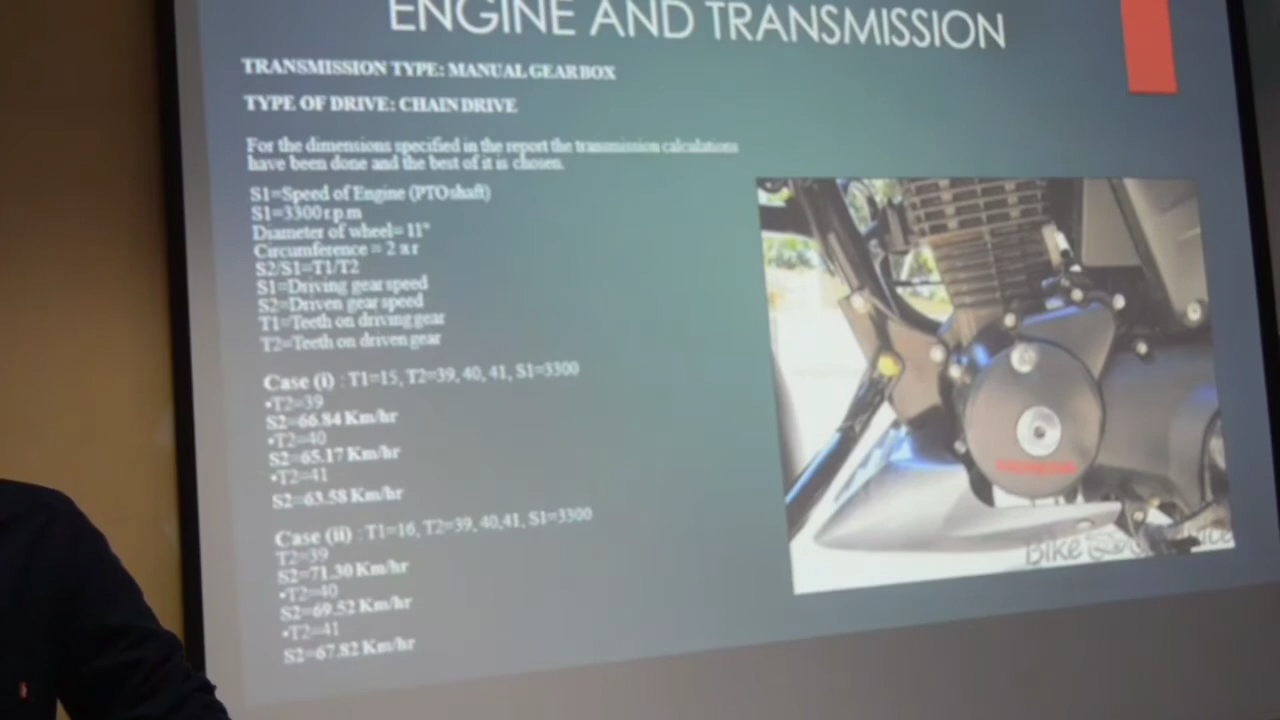 ENGINE AND TRANSMISSION
TRANSMISSION TYPE: MANUAL GEARBOX
TYPE OF DRIVE: CHAIN DRIVE
For the dimensions specified in the report the transmission calculations
have been done and the best of it is chosen.
S1=Speed of Engine (PTO shaft)
S1=3300 r.p.m
Diameter of wheel= 11"
Circumference = 2 π r
S2/S1=T1/T2
S1=Driving gear speed
S2=Driven gear speed
T1=Teeth on driving gear
T2=Teeth on driven gear
Case (i) : T1=15, T2=39, 40, 41, S1=3300
•T2=39
S2=66.84 Km/hr
•T2=40
S2=65.17 Km/hr
•T2=41
S2=63.58 Km/hr
Case (ii) : T1=16, T2=39, 40,41, S1=3300
T2=39
S2=71.30 Km/hr
•T2=40
S2=69.52 Km/hr
•T2=41
S2=67.82 Km/hr
HONDA
Bike